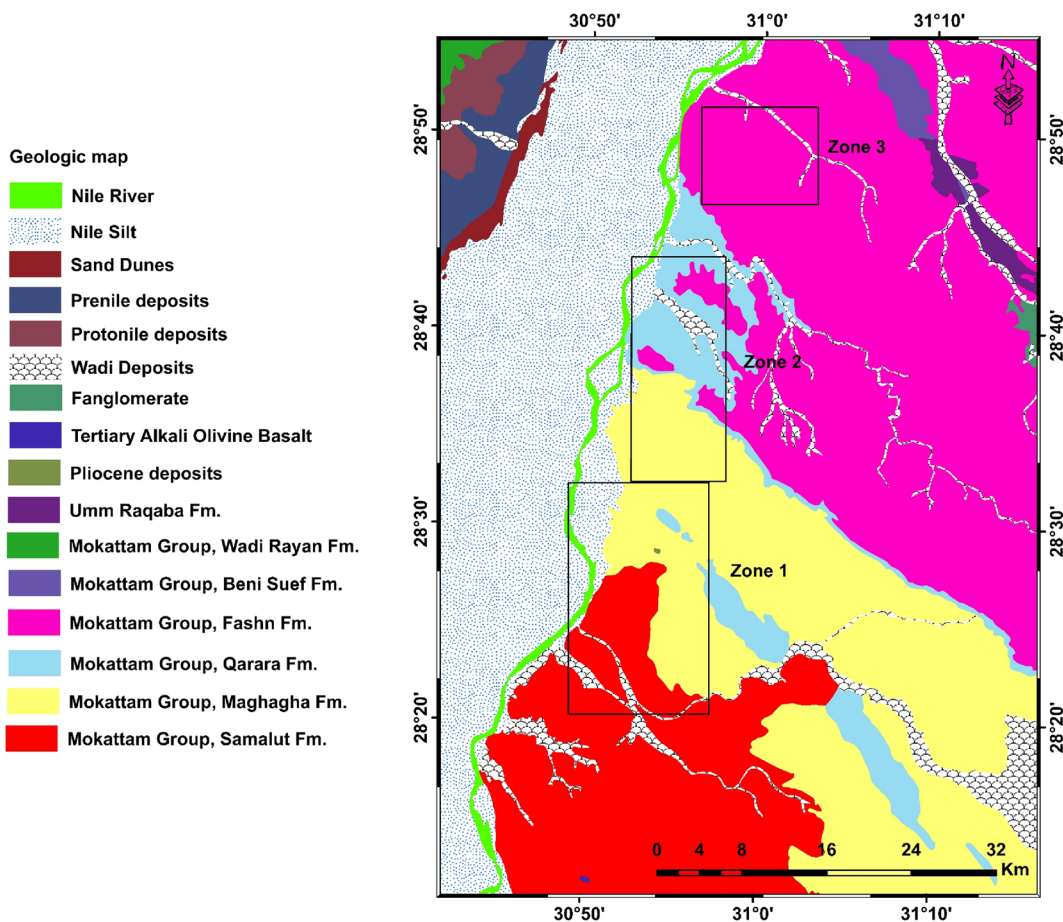 30°50' 31°0' 31°10'
N
28°50' 28°50'
Zone 3
Geologic map
Nile River
Nile Silt
Sand Dunes
Prenile deposits
Protonile deposits
Wadi Deposits
Fanglomerate
Tertiary Alkali Olivine Basalt
Pliocene deposits
Umm Raqaba Fm.
Mokattam Group, Wadi Rayan Fm.
Mokattam Group, Beni Suef Fm.
Mokattam Group, Fashn Fm.
Mokattam Group, Qarara Fm.
Mokattam Group, Maghagha Fm.
Mokattam Group, Samalut Fm.
28°40' 28°40'
Zone 2
28°30' 28°30'
Zone 1
28°20' 28°20'
0 4 8 16 24 32
Km
30°50' 31°0' 31°10'